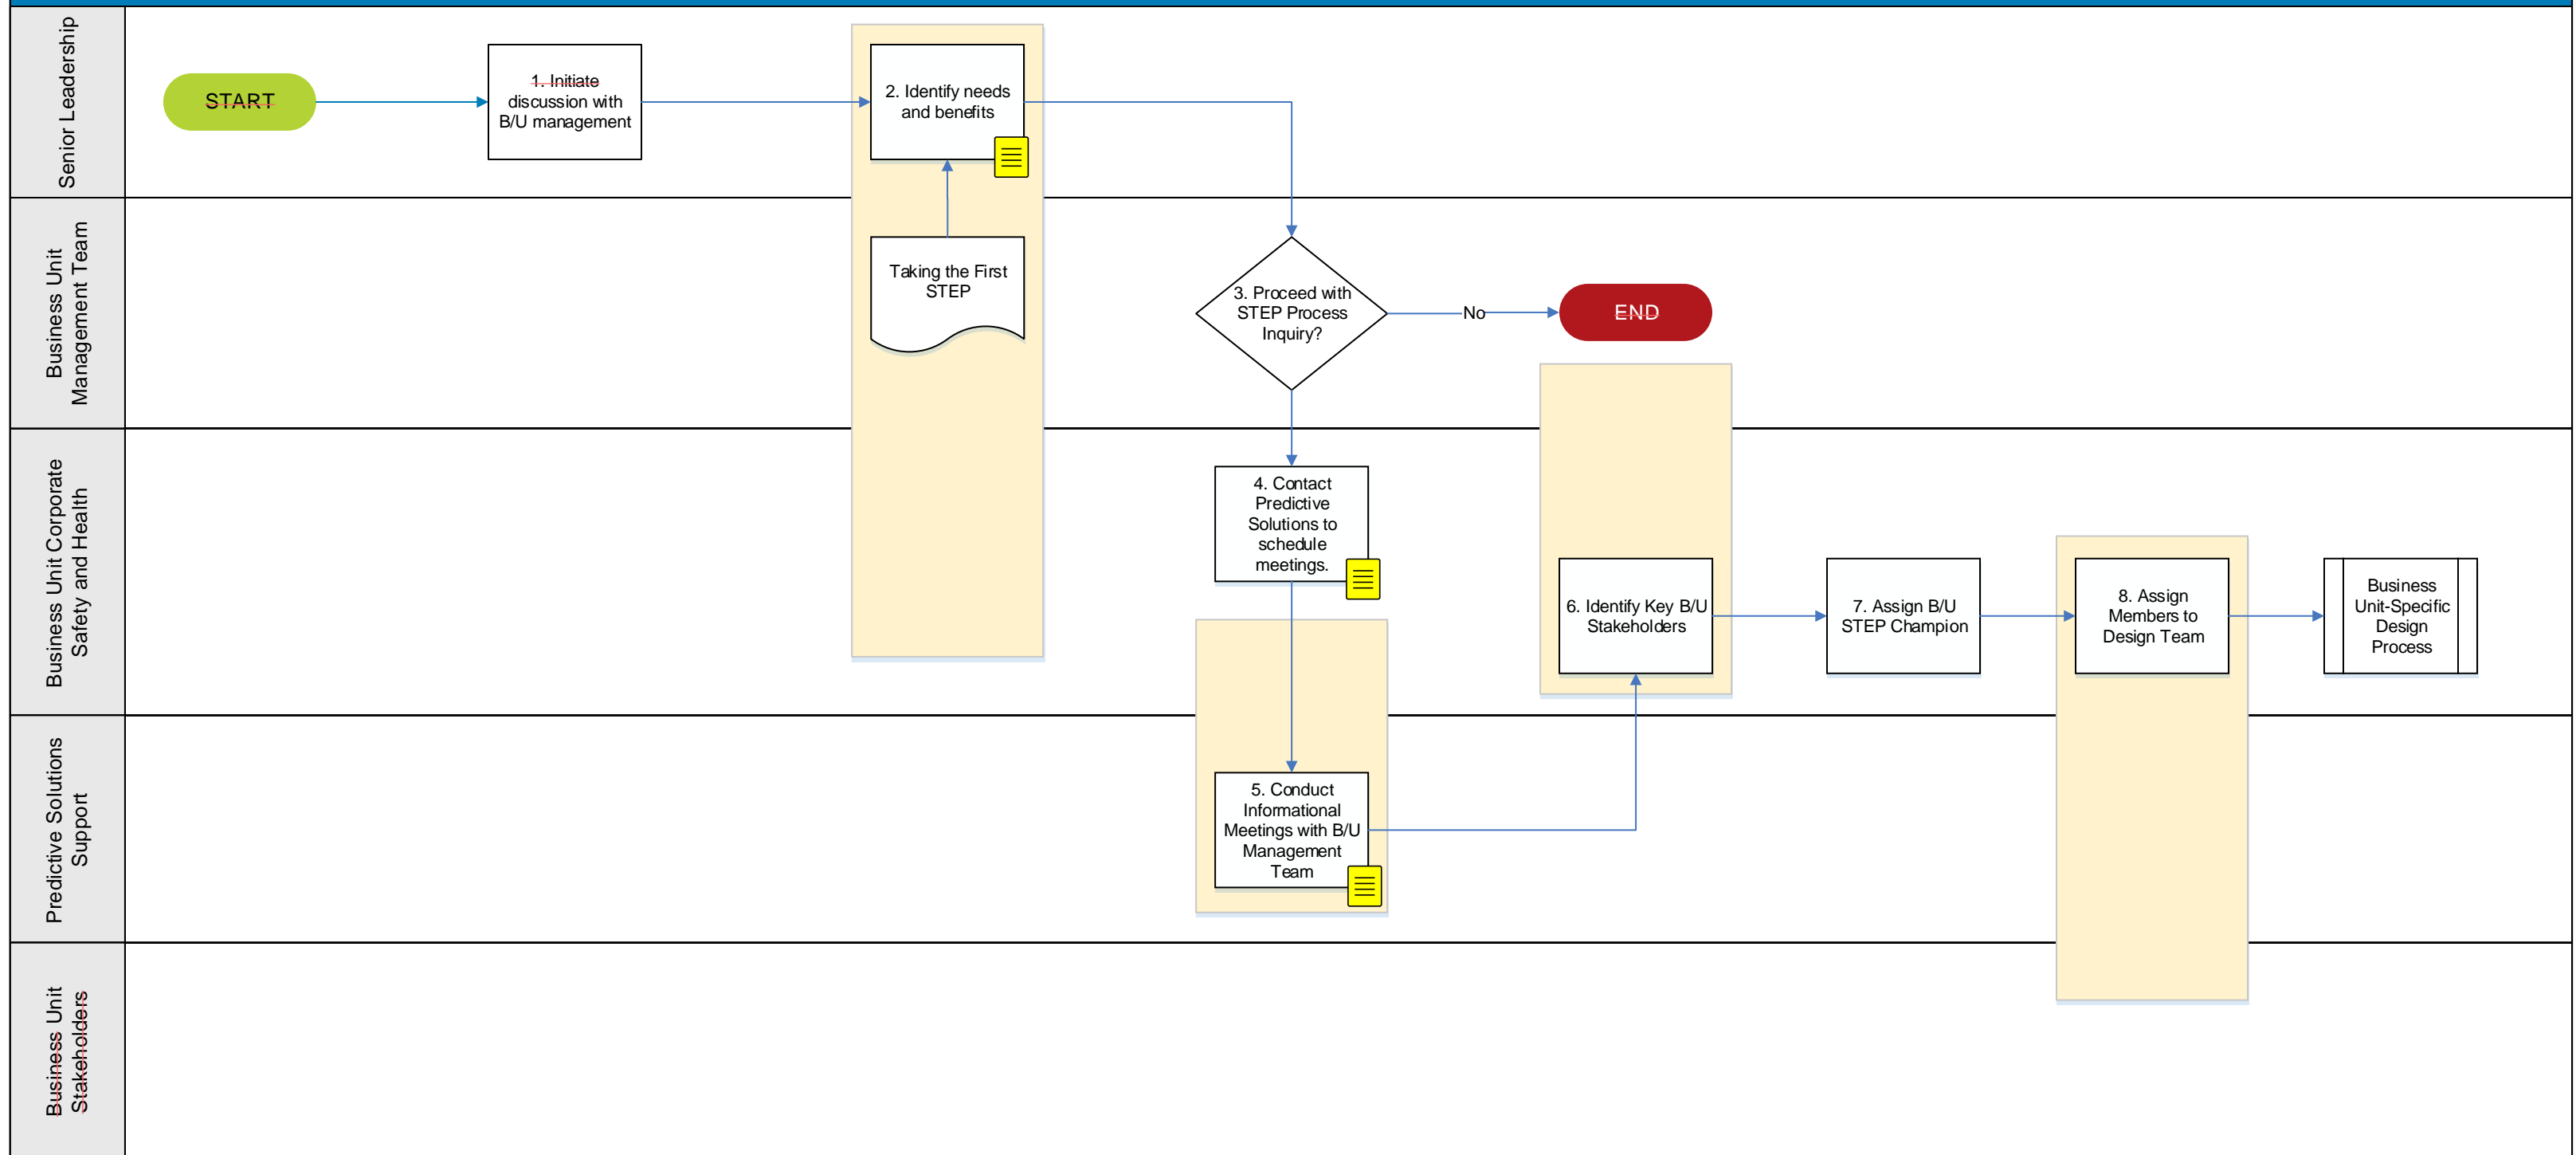 Senior Leadership
START
1. Initiate
discussion with
B/U management
2. Identify needs
and benefits
Business Unit
Management Team
Taking the First
STEP
3. Proceed with
STEP Process
Inquiry?
No
END
Business Unit Corporate
Safety and Health
4. Contact
Predictive
Solutions to
schedule
meetings.
6. Identify Key B/U
Stakeholders
7. Assign B/U
STEP Champion
8. Assign
Members to
Design Team
Business
Unit-Specific
Design
Process
Predictive Solutions
Support
5. Conduct
Informational
Meetings with B/U
Management
Team
Business Unit
Stakeholders